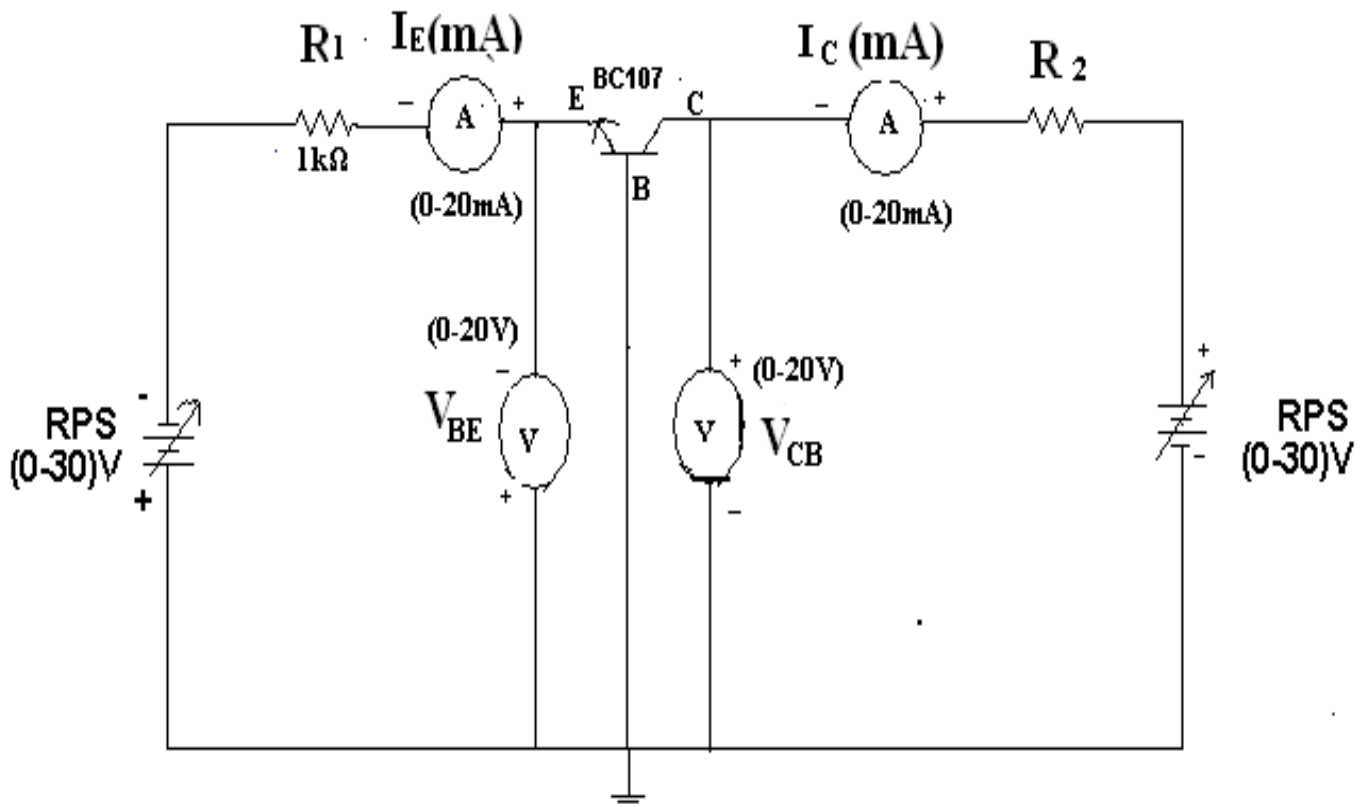 R1
IE(mA)
BC107
IC (mA)
R 2
E
C
- A +
- A +
1kΩ
B
(0-20mA)
(0-20mA)
(0-20V)
-
+
(0-20V)
+
-
RPS
(0-30)V
+
VBE
V
+
V
VCB
-
-
RPS
(0-30)V